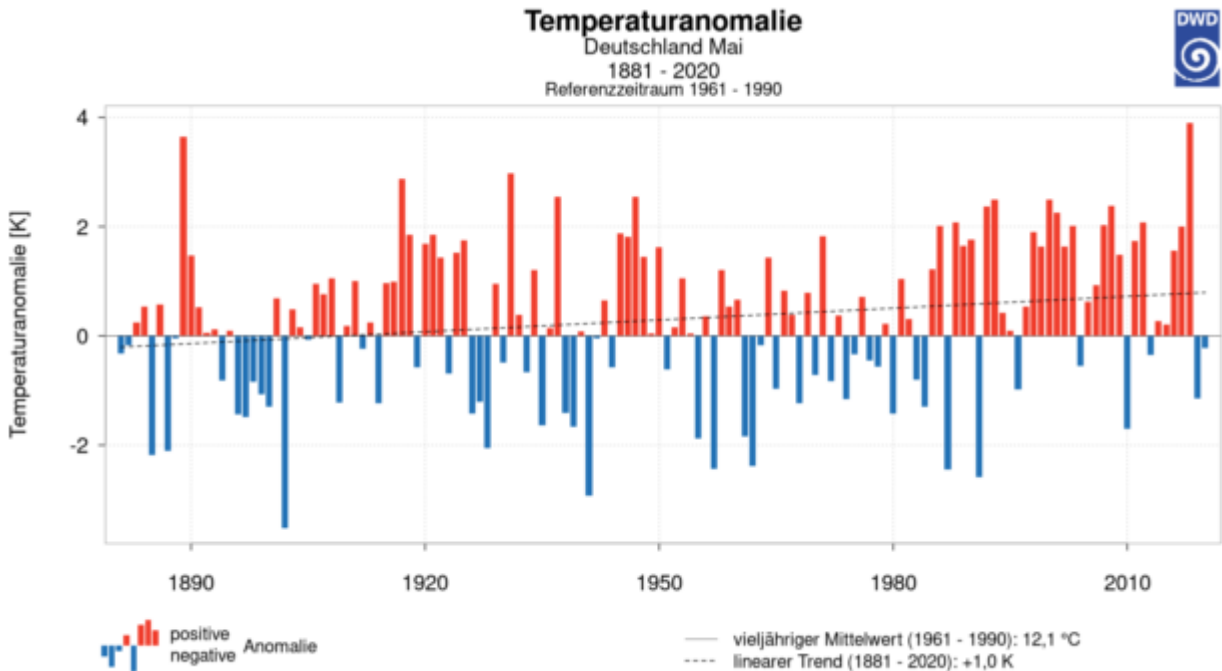 Temperaturanomalie
Deutschland Mai
1881 - 2020
Referenzzeitraum 1961 - 1990
DWD
Temperaturanomalie [K]
4
2
0
-2
1890 1920 1950 1980 2010
positive
negative
Anomalie
vieljähriger Mittelwert (1961 - 1990): 12,1 °C
linearer Trend (1881 - 2020): +1,0 K